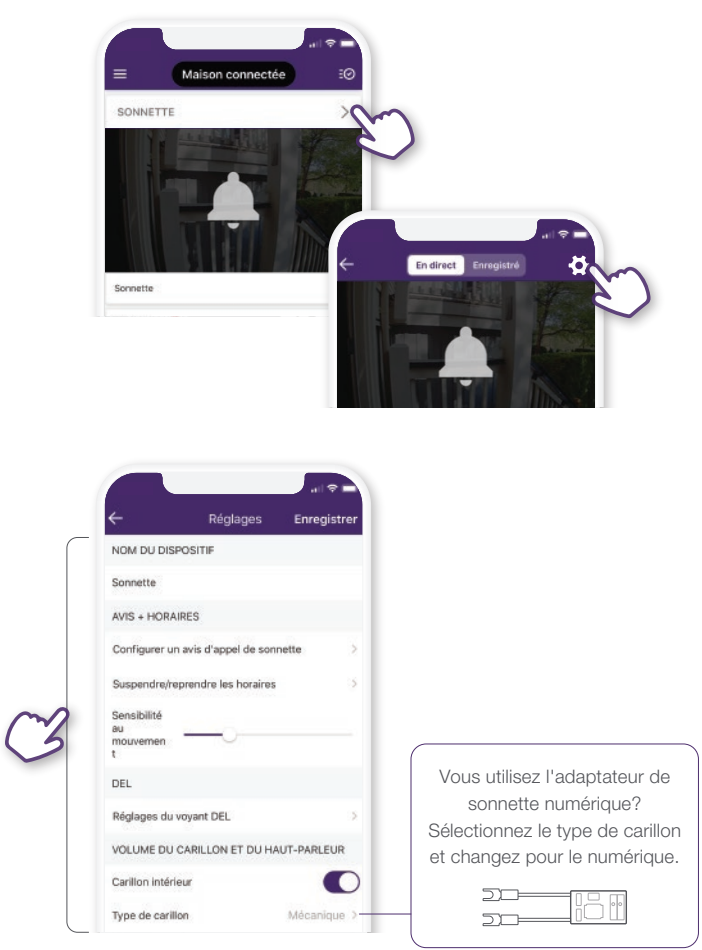 Maison connectée
SONNETTE
Sonnette
En direct
Enregistré
Réglages
Enregistrer
NOM DU DISPOSITIF
Sonnette
AVIS + HORAIRES
Configurer un avis d'appel de sonnette
Suspendre/reprendre les horaires
Sensibilité
au
mouvemen
t
DEL
Réglages du voyant DEL
VOLUME DU CARILLON ET DU HAUT-PARLEUR
Carillon intérieur
Type de carillon
Mécanique
Vous utilisez l'adaptateur de
sonnette numérique?
Sélectionnez le type de carillon
et changez pour le numérique.